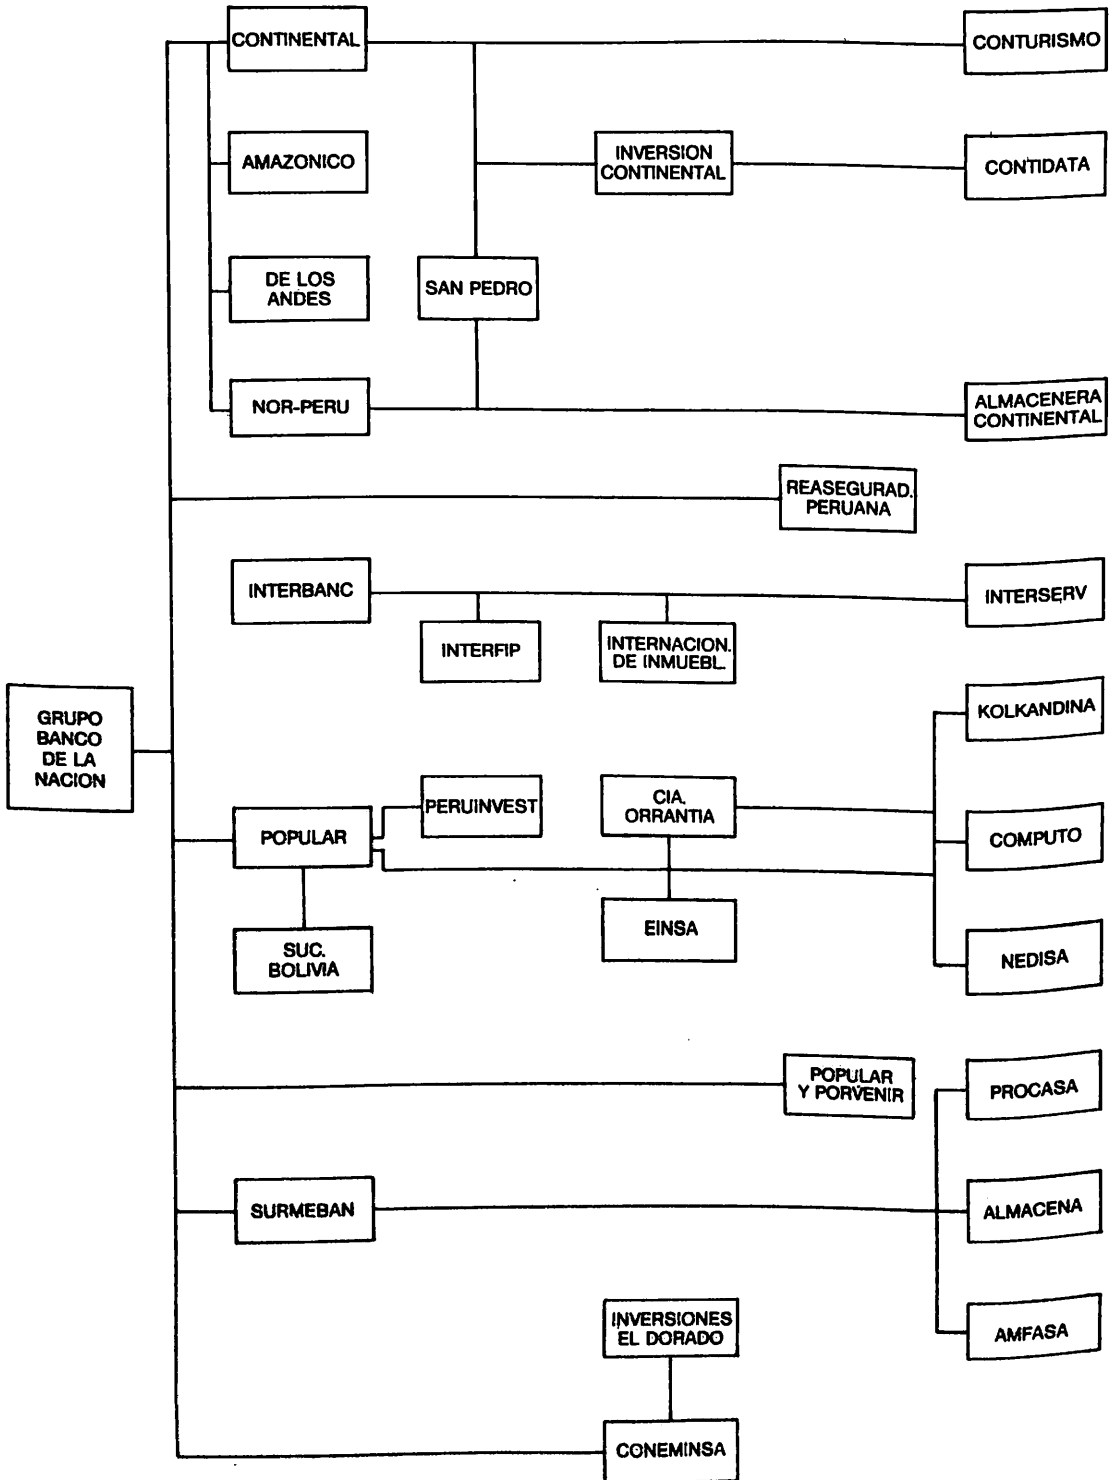 CONTINENTAL
CONTURISMO
AMAZONICO
INVERSION
CONTINENTAL
CONTIDATA
DE LOS
ANDES
SAN PEDRO
NOR-PERU
ALMACENERA
CONTINENTAL
REASEGURAD.
PERUANA
INTERBANC
INTERSERV
INTERFIP
INTERNACION.
DE INMUEBL.
GRUPO
BANCO
DE LA
NACION
KOLKANDINA
PERUINVEST
CIA.
ORRANTIA
POPULAR
COMPUTO
EINSA
SUC.
BOLIVIA
NEDISA
POPULAR
Y PORVENIR
PROCASA
SURMEBAN
ALMACENA
INVERSIONES
EL DORADO
AMFASA
CONEMINSA